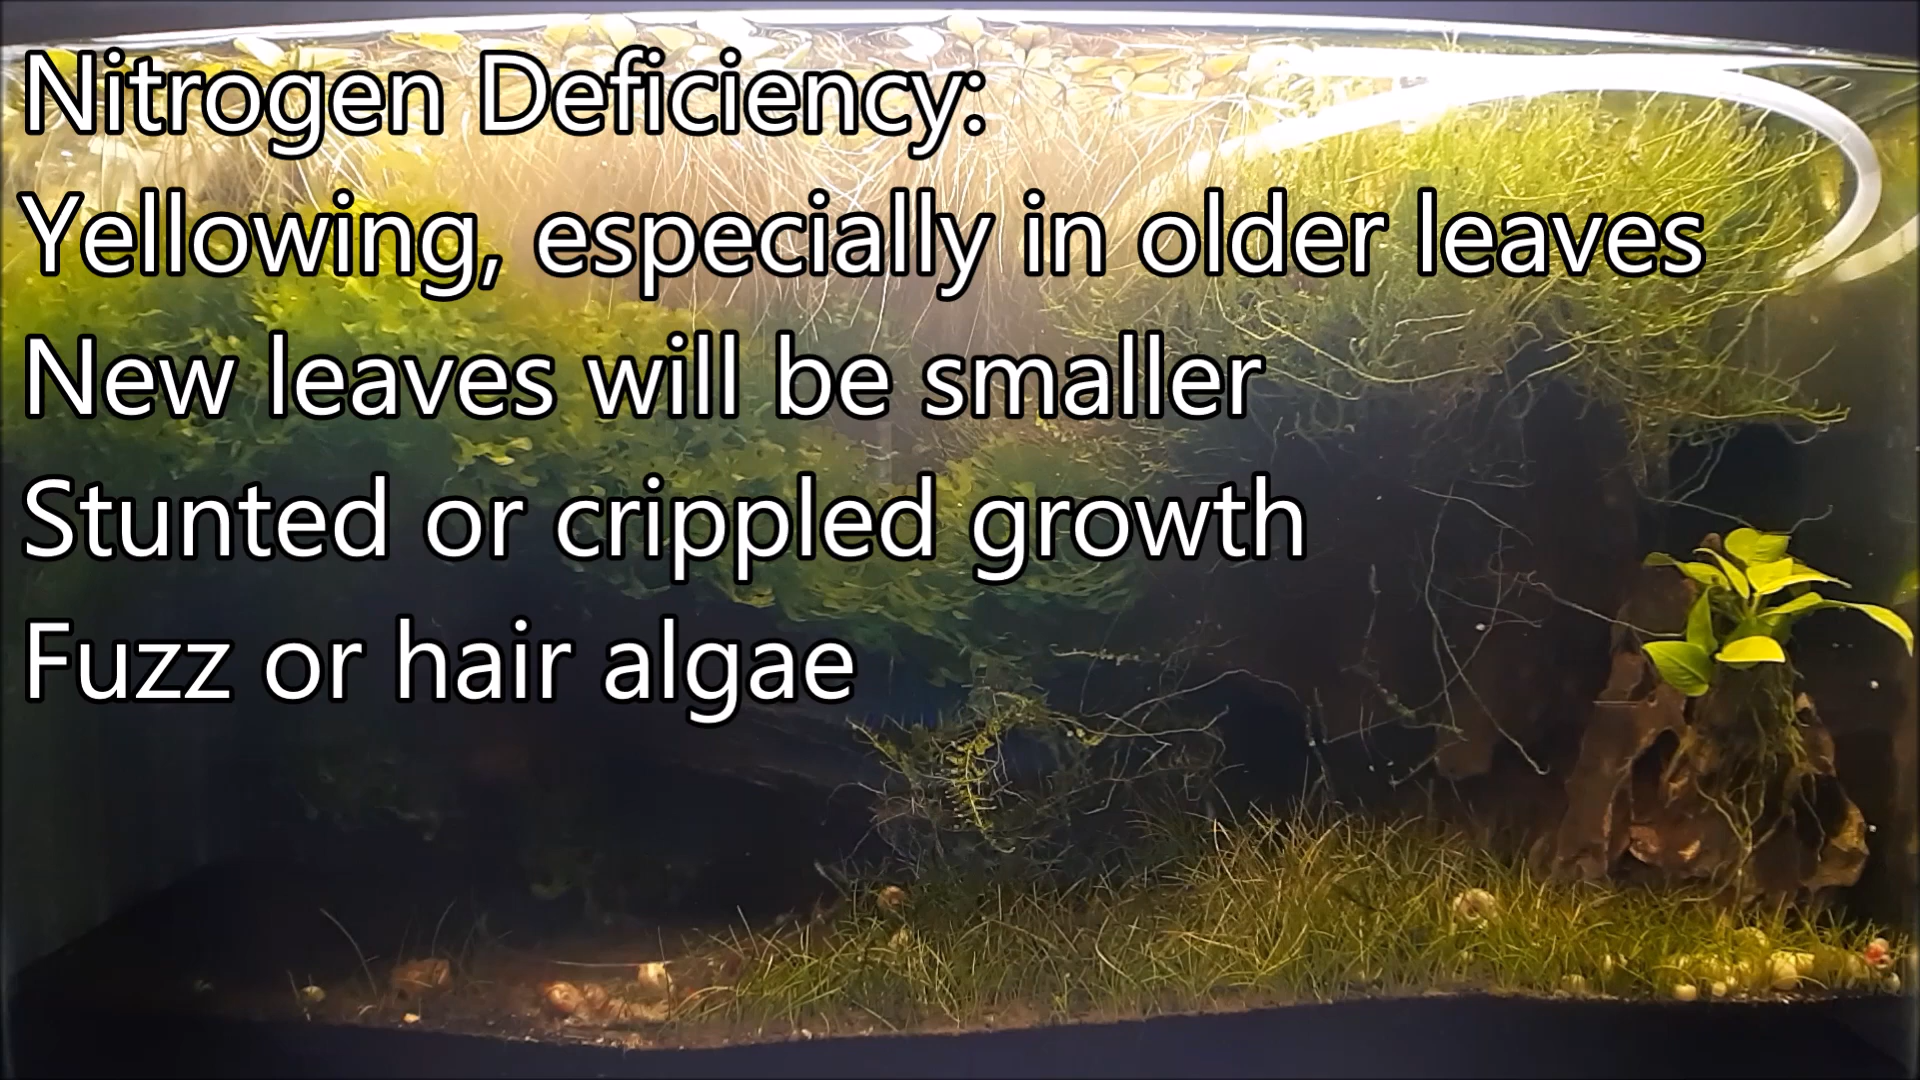 Nitrogen Deficiency:
Yellowing, especially in older leaves
New leaves will be smaller
Stunted or crippled growth
Fuzz or hair algae